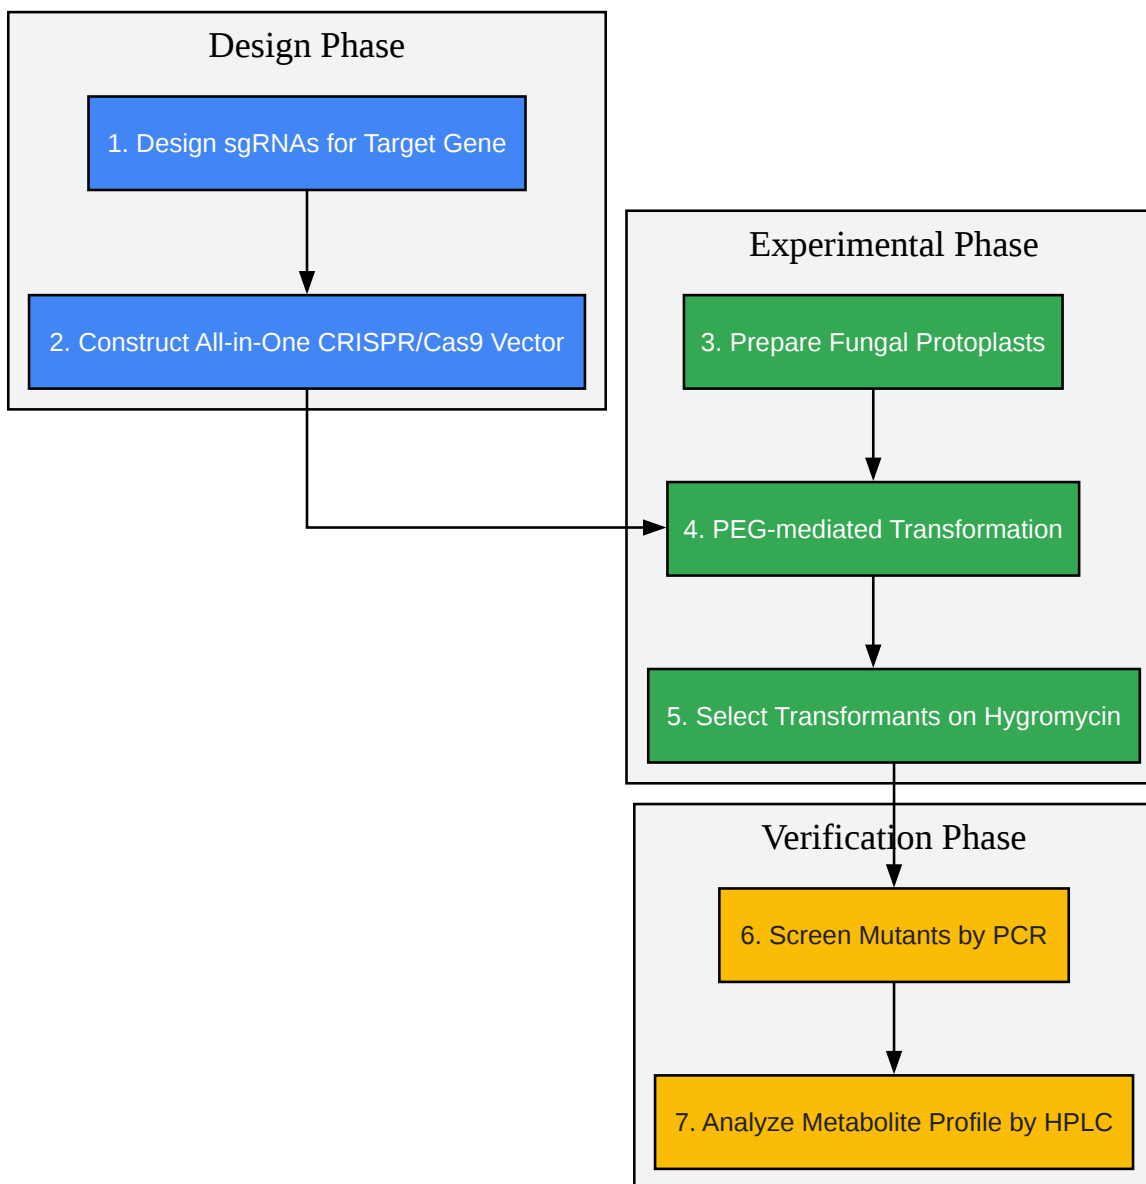 Design Phase
1. Design sgRNAs for Target Gene
2. Construct All-in-One CRISPR/Cas9 Vector
Experimental Phase
3. Prepare Fungal Protoplasts
4. PEG-mediated Transformation
5. Select Transformants on Hygromycin
Verification Phase
6. Screen Mutants by PCR
7. Analyze Metabolite Profile by HPLC